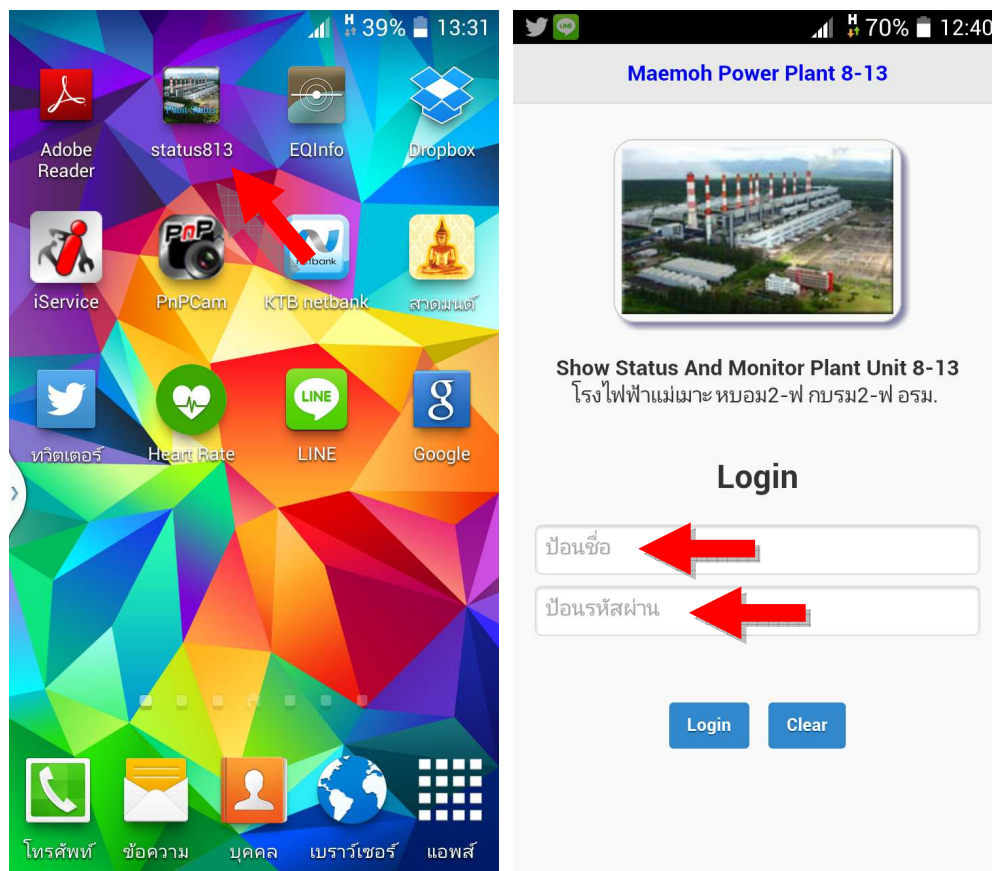 39% 13:31
Adobe Reader
status813
EQInfo
Dropbox
iService
PnPCam
KTB netbank
สวดมนต์
ทวิตเตอร์
Heart Rate
LINE
Google
โทรศัพท์
ข้อความ
บุคคล
เบราว์เซอร์
แอพส์
70% 12:40
Maemoh Power Plant 8-13
Show Status And Monitor Plant Unit 8-13
โรงไฟฟ้าแม่เมาะ หบอม2-ฟ กบรม2-ฟ อรม.
Login
ป้อนชื่อ
ป้อนรหัสผ่าน
Login
Clear